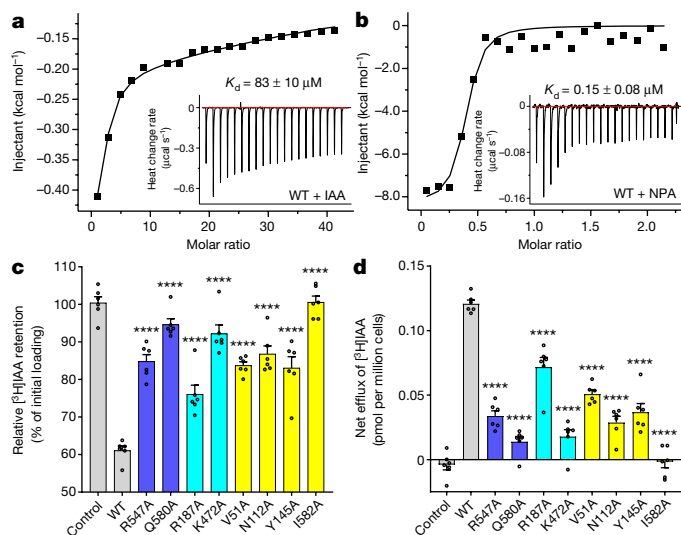 a
Injectant (kcal mol⁻¹)
−0.15
−0.20
−0.25
−0.30
−0.35
−0.40
Kd = 83 ± 10 μM
Heat change rate
(μcal s⁻¹)
0
−0.3
−0.6
WT + IAA
0 10 20 30 40
Molar ratio
b
Injectant (kcal mol⁻¹)
0
−2.0
−4.0
−6.0
−8.0
Kd = 0.15 ± 0.08 μM
Heat change rate
(μcal s⁻¹)
0
−0.08
−0.16
WT + NPA
0 0.5 1.0 1.5 2.0
Molar ratio
c
Relative [³H]IAA retention
(% of initial loading)
110
100
90
80
70
60
50
**** **** **** **** **** **** **** ****
Control WT R547A Q580A R187A K472A V51A N112A Y145A I582A
d
Net efflux of [³H]IAA
(pmol per million cells)
0.15
0.10
0.05
0
**** **** **** **** **** **** **** ****
Control WT R547A Q580A R187A K472A V51A N112A Y145A I582A